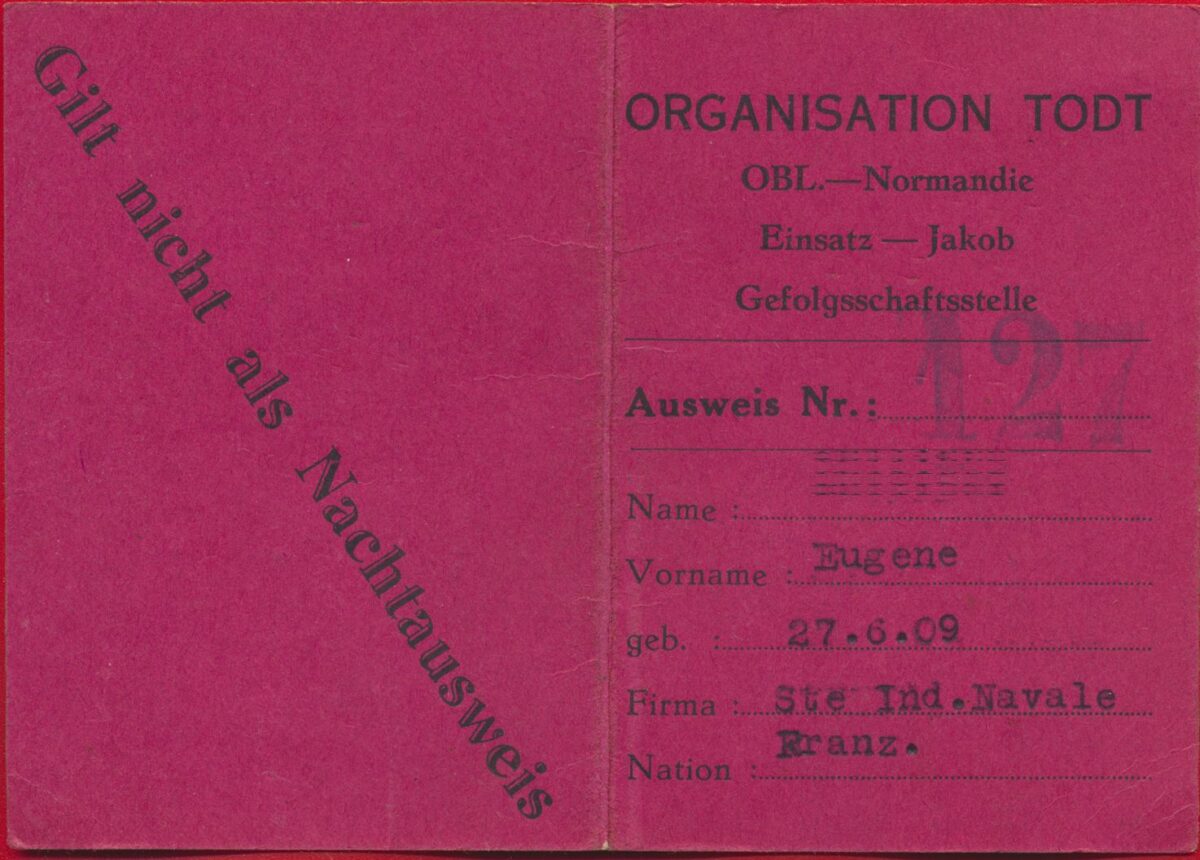 Gilt nicht als Nachtausweis
ORGANISATION TODT
OBL.—Normandie
Einsatz — Jakob
Gefolgsschaftsstelle
Ausweis Nr.: 127
Name :
Vorname : Eugene
geb. : 27.6.09
Firma : Ste Ind.Navale
Nation : Franz.